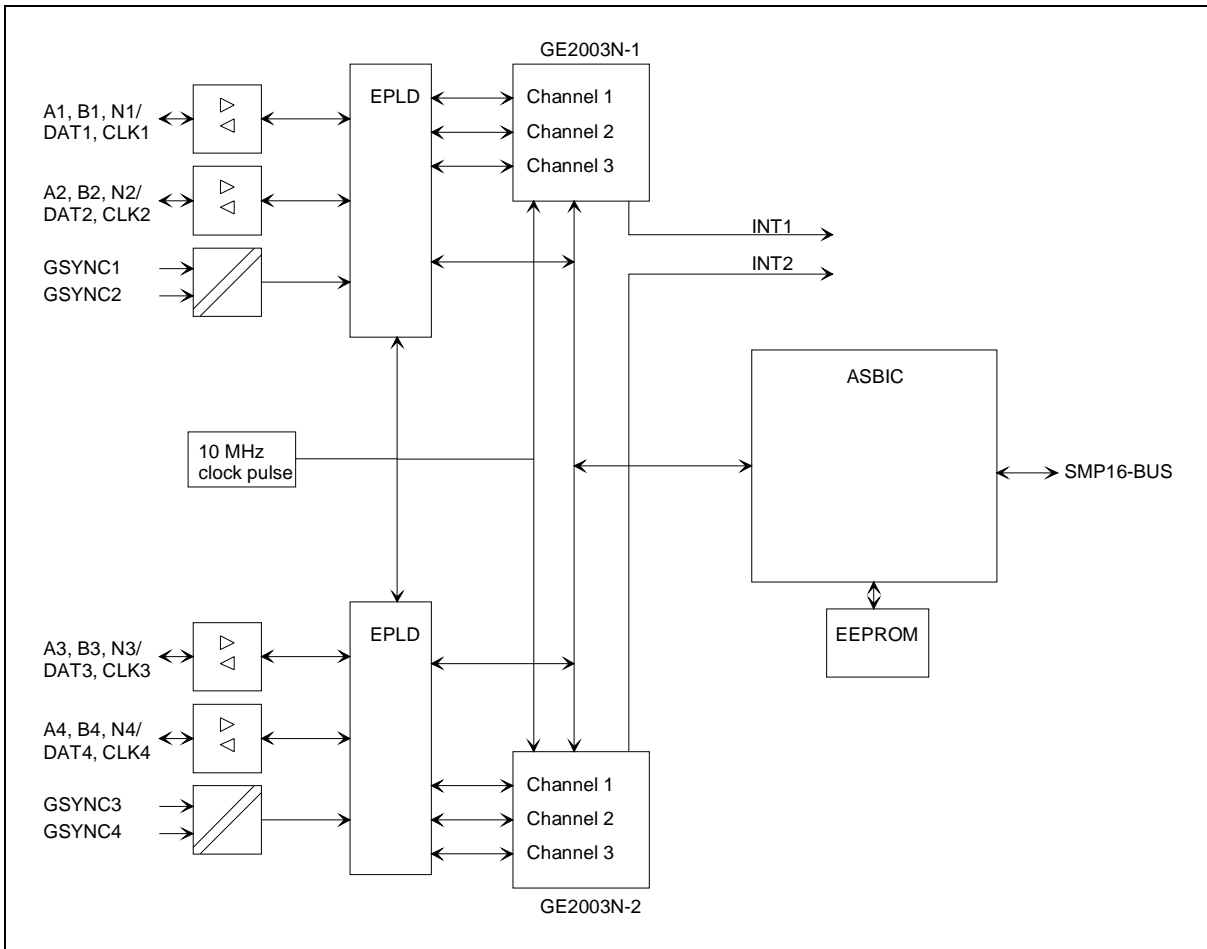 GE2003N-1
EPLD
Channel 1
Channel 2
Channel 3
A1, B1, N1/
DAT1, CLK1
A2, B2, N2/
DAT2, CLK2
GSYNC1
GSYNC2
INT1
INT2
ASBIC
10 MHz
clock pulse
SMP16-BUS
EEPROM
EPLD
A3, B3, N3/
DAT3, CLK3
A4, B4, N4/
DAT4, CLK4
GSYNC3
GSYNC4
Channel 1
Channel 2
Channel 3
GE2003N-2